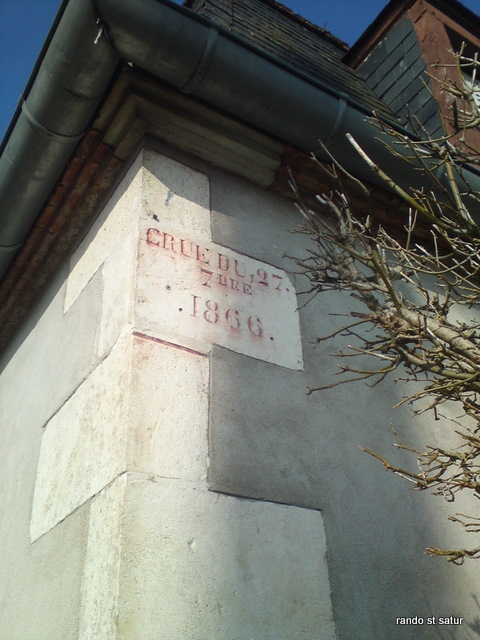 CRUE DU 27.
7BRE
.1866.
rando st satur